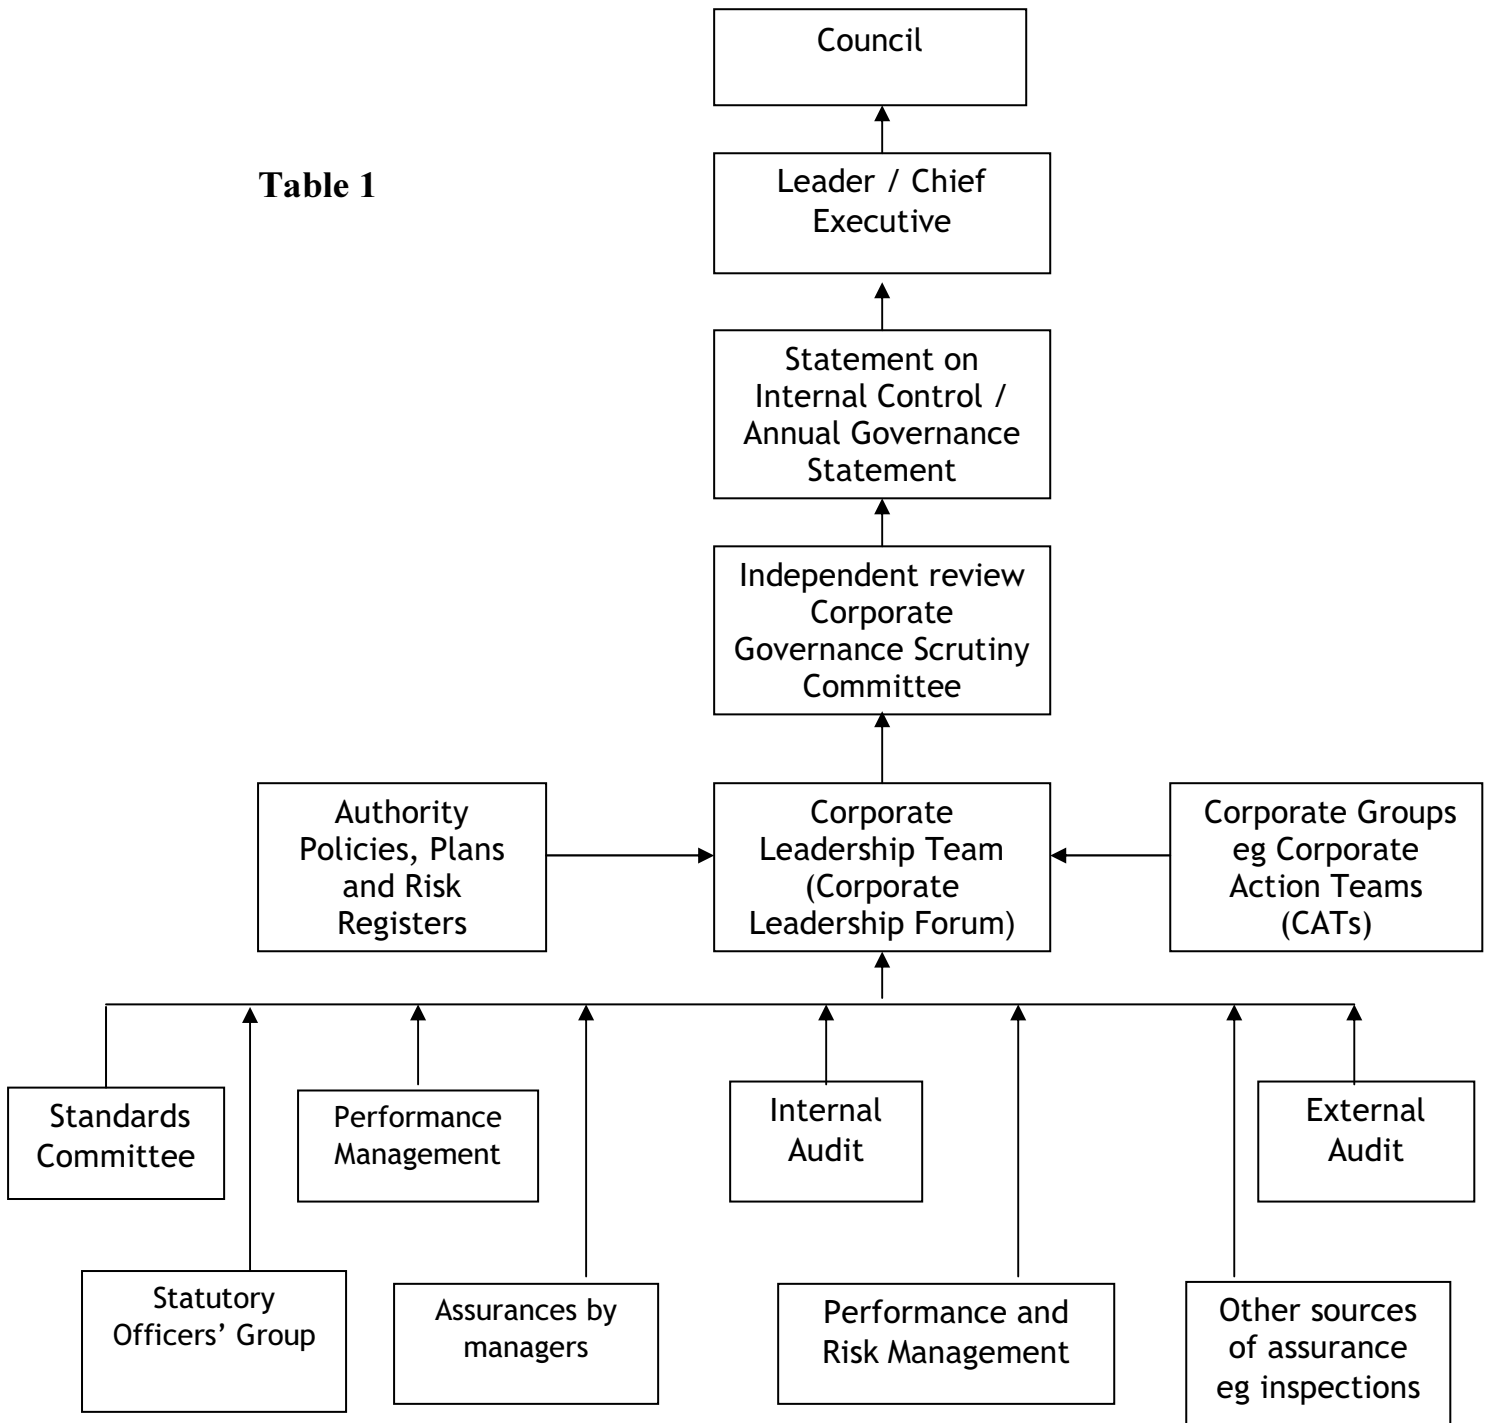 Council
Table 1
Leader / Chief
Executive
Statement on
Internal Control /
Annual Governance
Statement
Independent review
Corporate
Governance Scrutiny
Committee
Authority
Policies, Plans
and Risk
Registers
Corporate
Leadership Team
(Corporate
Leadership Forum)
Corporate Groups
eg Corporate
Action Teams
(CATs)
Standards
Committee
Performance
Management
Internal
Audit
External
Audit
Statutory
Officers’ Group
Assurances by
managers
Performance and
Risk Management
Other sources
of assurance
eg inspections